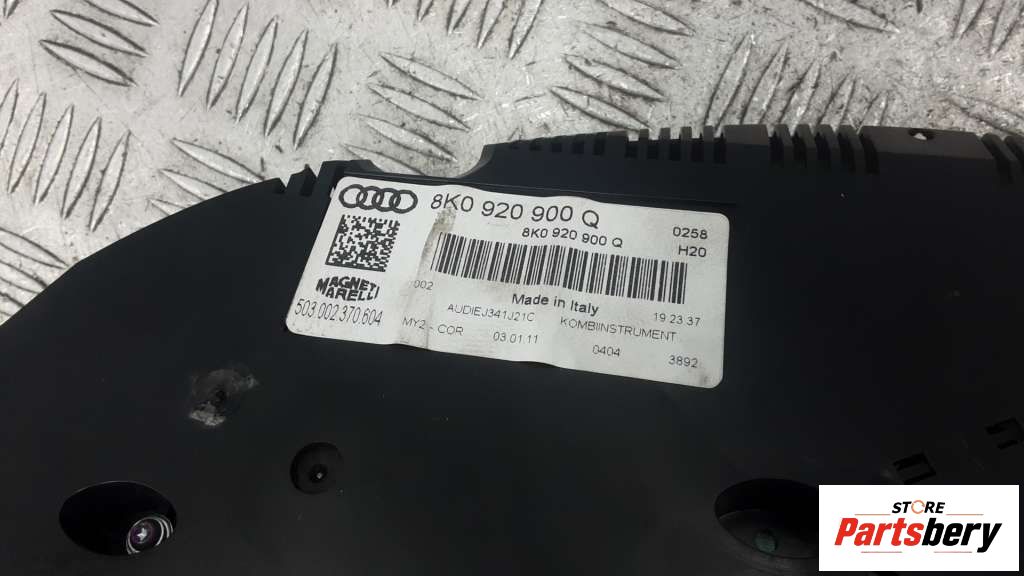 8K0 920 900 Q
8K0 920 900 Q
0258
H20
MAGNETI
MARELLI
503 002 370 604
002
Made in Italy
AUDIEJ341J21C KOMBIINSTRUMENT
19 23 37
MY2 - COR 03 01 11 0404 3892
STORE
Partsbery